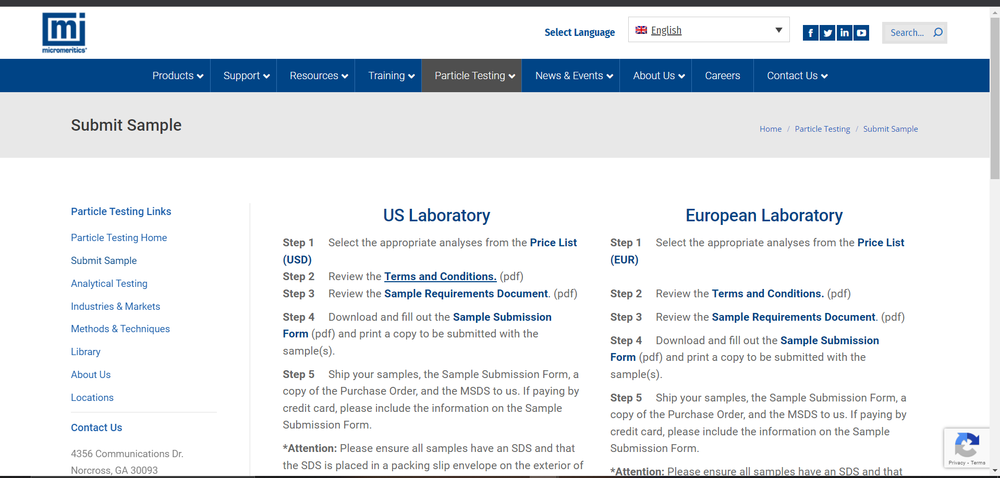 mi
micromeritics®
Select Language
English
Search...
Products
Support
Resources
Training
Particle Testing
News & Events
About Us
Careers
Contact Us
Submit Sample
Home / Particle Testing / Submit Sample
Particle Testing Links
Particle Testing Home
Submit Sample
Analytical Testing
Industries & Markets
Methods & Techniques
Library
About Us
Locations
Contact Us
4356 Communications Dr.
Norcross, GA 30093
US Laboratory
Step 1 Select the appropriate analyses from the Price List
(USD)
Step 2 Review the Terms and Conditions. (pdf)
Step 3 Review the Sample Requirements Document. (pdf)
Step 4 Download and fill out the Sample Submission
Form (pdf) and print a copy to be submitted with the
sample(s).
Step 5 Ship your samples, the Sample Submission Form, a
copy of the Purchase Order, and the MSDS to us. If paying by
credit card, please include the information on the Sample
Submission Form.
*Attention: Please ensure all samples have an SDS and that
the SDS is placed in a packing slip envelope on the exterior of
European Laboratory
Step 1 Select the appropriate analyses from the Price List
(EUR)
Step 2 Review the Terms and Conditions. (pdf)
Step 3 Review the Sample Requirements Document. (pdf)
Step 4 Download and fill out the Sample Submission
Form (pdf) and print a copy to be submitted with the
sample(s).
Step 5 Ship your samples, the Sample Submission Form, a
copy of the Purchase Order, and the MSDS to us. If paying by
credit card, please include the information on the Sample
Submission Form.
*Attention: Please ensure all samples have an SDS and that
Privacy - Terms